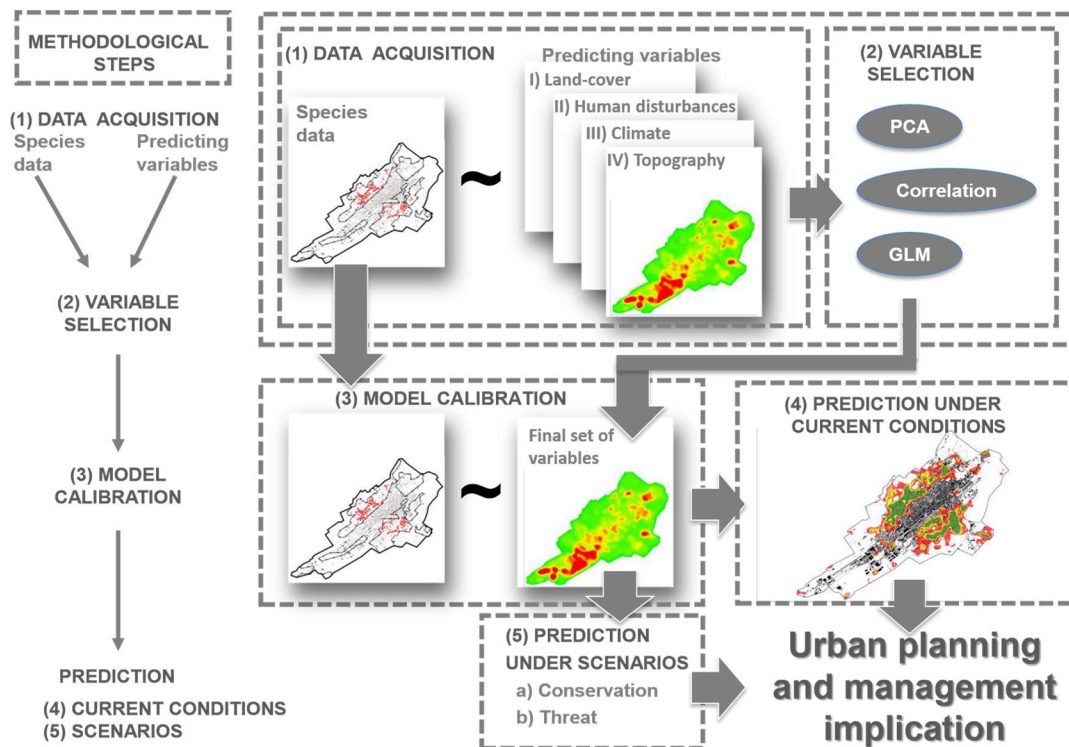 METHODOLOGICAL
STEPS
(1) DATA ACQUISITION
Species
data
Predicting
variables
(2) VARIABLE
SELECTION
(3) MODEL
CALIBRATION
PREDICTION
(4) CURRENT CONDITIONS
(5) SCENARIOS
(1) DATA ACQUISITION
Species
data
~
Predicting variables
I) Land-cover
II) Human disturbances
III) Climate
IV) Topography
(2) VARIABLE
SELECTION
PCA
Correlation
GLM
(3) MODEL CALIBRATION
~
Final set of
variables
(4) PREDICTION UNDER
CURRENT CONDITIONS
(5) PREDICTION
UNDER SCENARIOS
a) Conservation
b) Threat
Urban planning
and management
implication